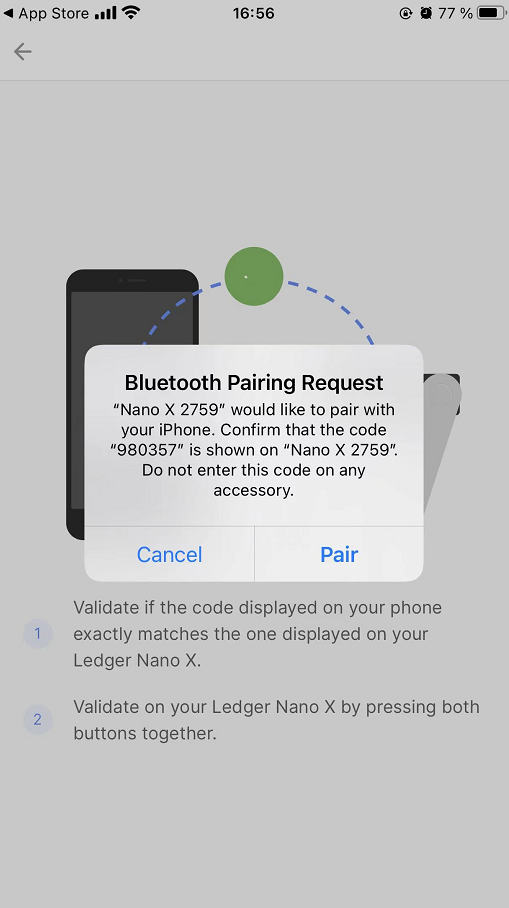 App Store 16:56 77 %
Bluetooth Pairing Request
“Nano X 2759” would like to pair with
your iPhone. Confirm that the code
“980357” is shown on “Nano X 2759”.
Do not enter this code on any
accessory.
Cancel Pair
1
Validate if the code displayed on your phone
exactly matches the one displayed on your
Ledger Nano X.
2
Validate on your Ledger Nano X by pressing both
buttons together.